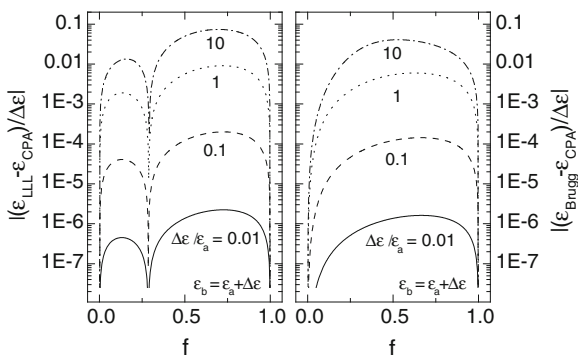 |(ε_LLL-ε_CPA)/Δε|
0.1
0.01
1E-3
1E-4
1E-5
1E-6
1E-7
10
1
0.1
Δε/ε_a = 0.01
ε_b = ε_a+Δε
0.0
0.5
1.0
f
10
1
0.1
Δε/ε_a = 0.01
ε_b = ε_a+Δε
0.0
0.5
1.0
f
0.1
0.01
1E-3
1E-4
1E-5
1E-6
1E-7
|(ε_Brugg-ε_CPA)/Δε|